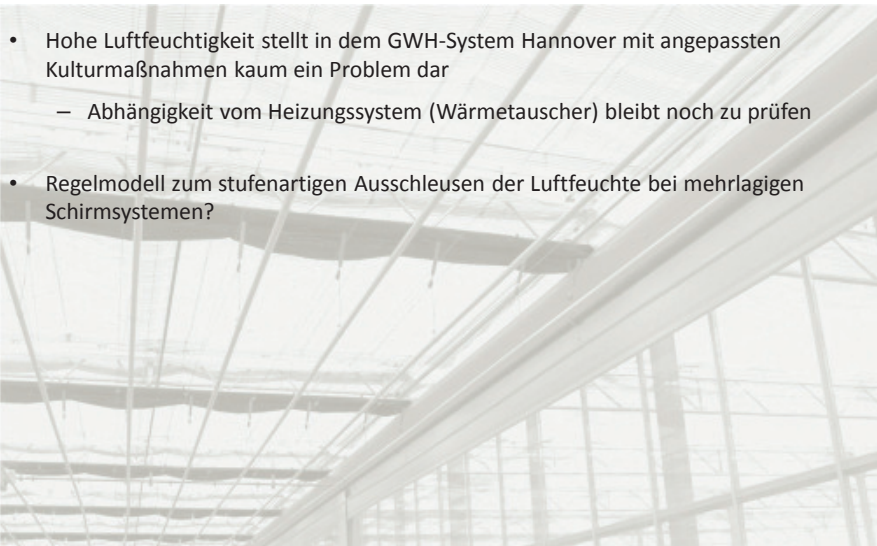 • Hohe Luftfeuchtigkeit stellt in dem GWH-System Hannover mit angepassten
Kulturmaßnahmen kaum ein Problem dar
– Abhängigkeit vom Heizungssystem (Wärmetauscher) bleibt noch zu prüfen
• Regelmodell zum stufenartigen Ausschleusen der Luftfeuchte bei mehrlagigen
Schirmsystemen?